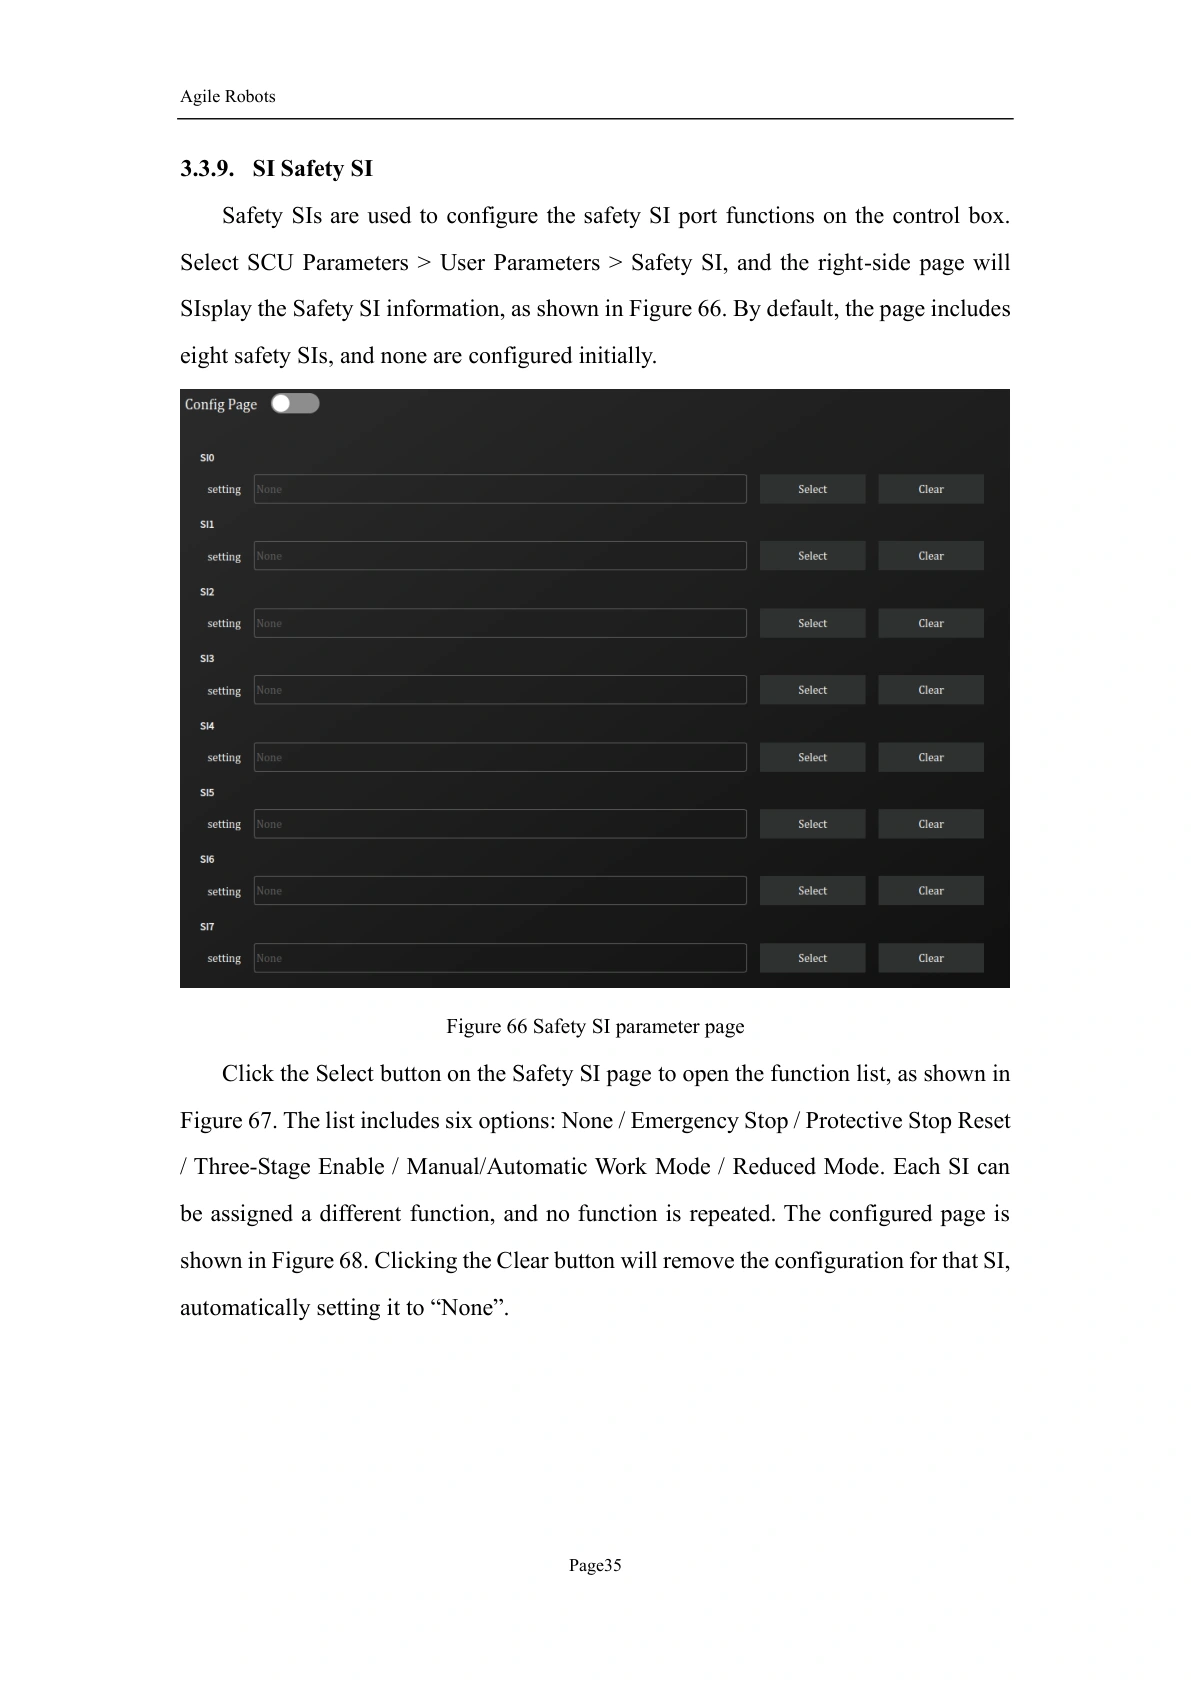 Agile Robots
3.3.9. SI Safety SI
Safety SIs are used to configure the safety SI port functions on the control box.
Select SCU Parameters > User Parameters > Safety SI, and the right-side page will
SIsplay the Safety SI information, as shown in Figure 66. By default, the page includes
eight safety SIs, and none are configured initially.
Config Page
SI0
setting None Select Clear
SI1
setting None Select Clear
SI2
setting None Select Clear
SI3
setting None Select Clear
SI4
setting None Select Clear
SI5
setting None Select Clear
SI6
setting None Select Clear
SI7
setting None Select Clear
Figure 66 Safety SI parameter page
Click the Select button on the Safety SI page to open the function list, as shown in
Figure 67. The list includes six options: None / Emergency Stop / Protective Stop Reset
/ Three-Stage Enable / Manual/Automatic Work Mode / Reduced Mode. Each SI can
be assigned a different function, and no function is repeated. The configured page is
shown in Figure 68. Clicking the Clear button will remove the configuration for that SI,
automatically setting it to “None”.
Page35